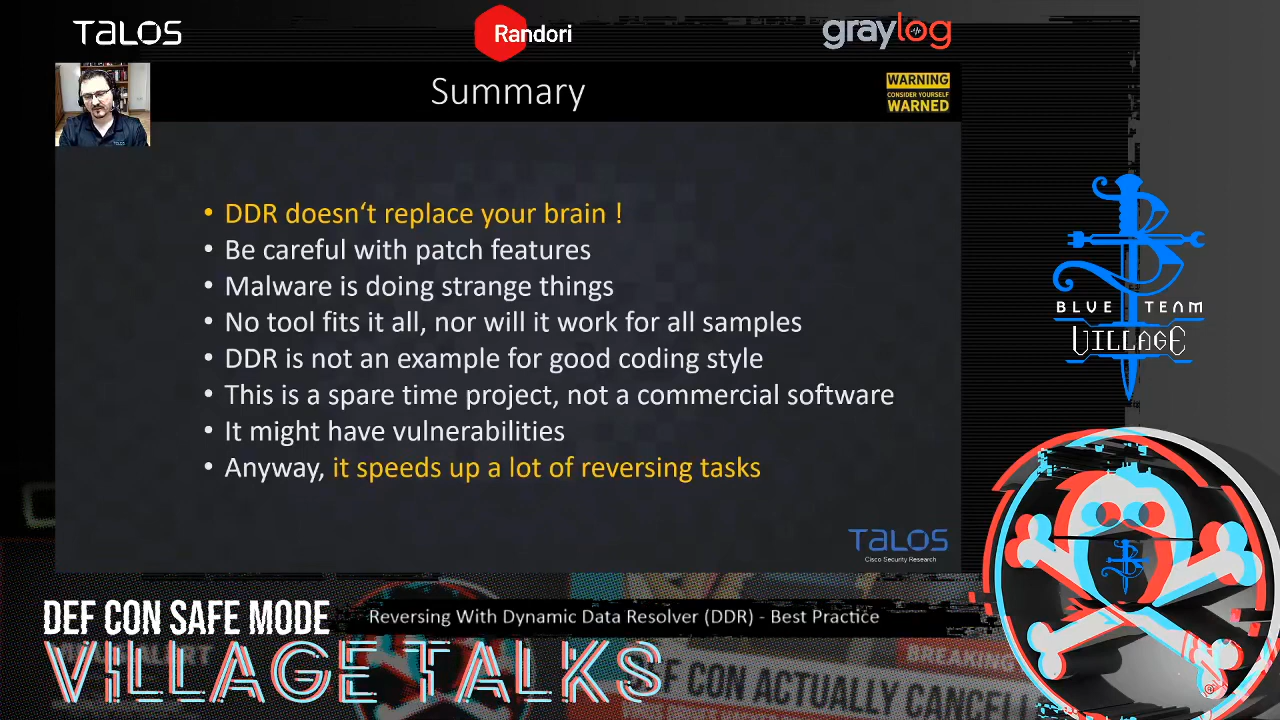 TALOS
Randori
graylog
Summary
WARNING
CONSIDER YOURSELF
WARNED
TALOS
• DDR doesn‘t replace your brain !
• Be careful with patch features
• Malware is doing strange things
• No tool fits it all, nor will it work for all samples
• DDR is not an example for good coding style
• This is a spare time project, not a commercial software
• It might have vulnerabilities
• Anyway, it speeds up a lot of reversing tasks
BLUE TEAM
VILLAGE
TALOS
Cisco Security Research
DEF CON SAFE MODE
Reversing With Dynamic Data Resolver (DDR) - Best Practice
VILLAGE TALKS
BREAKING
DEF CON ACTUALLY CANCELL